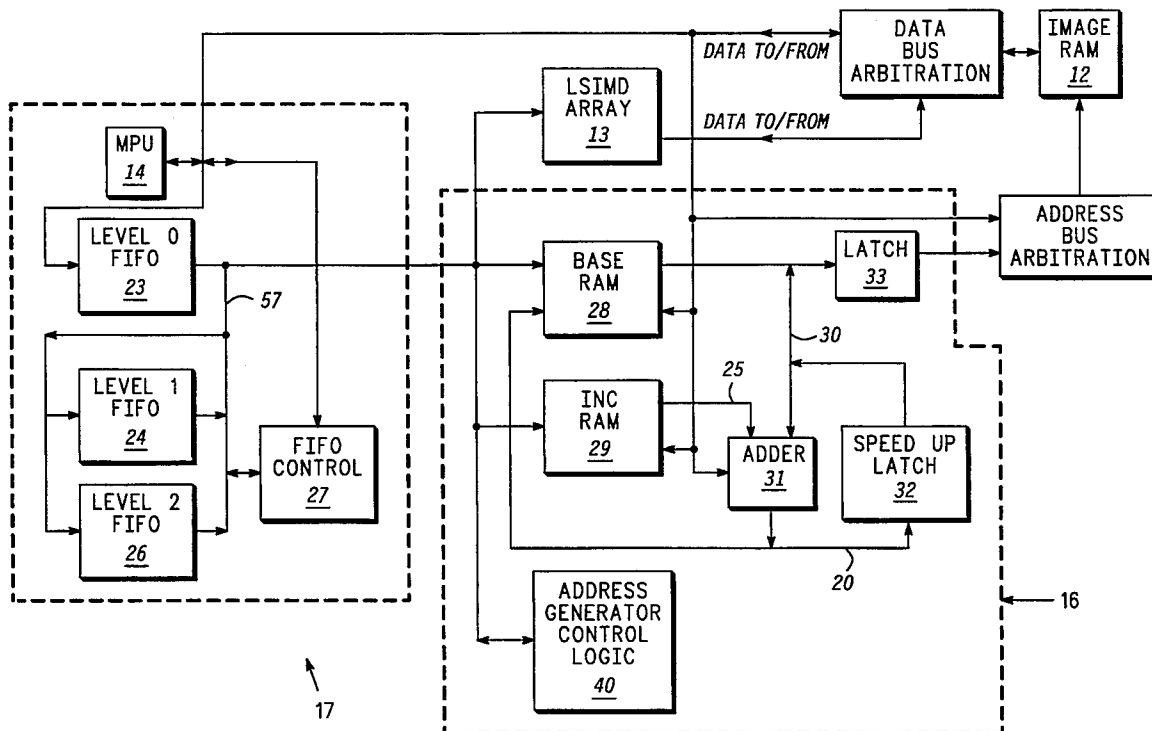 DATA
BUS
ARBITRATION
IMAGE
RAM
12
DATA TO/FROM
LSIMD
ARRAY
13
DATA TO/FROM
MPU
14
LEVEL 0
FIFO
23
57
LEVEL 1
FIFO
24
LEVEL 2
FIFO
26
FIFO
CONTROL
27
17
BASE
RAM
28
LATCH
33
ADDRESS
BUS
ARBITRATION
30
INC
RAM
29
25
ADDER
31
SPEED UP
LATCH
32
20
ADDRESS
GENERATOR
CONTROL
LOGIC
40
16